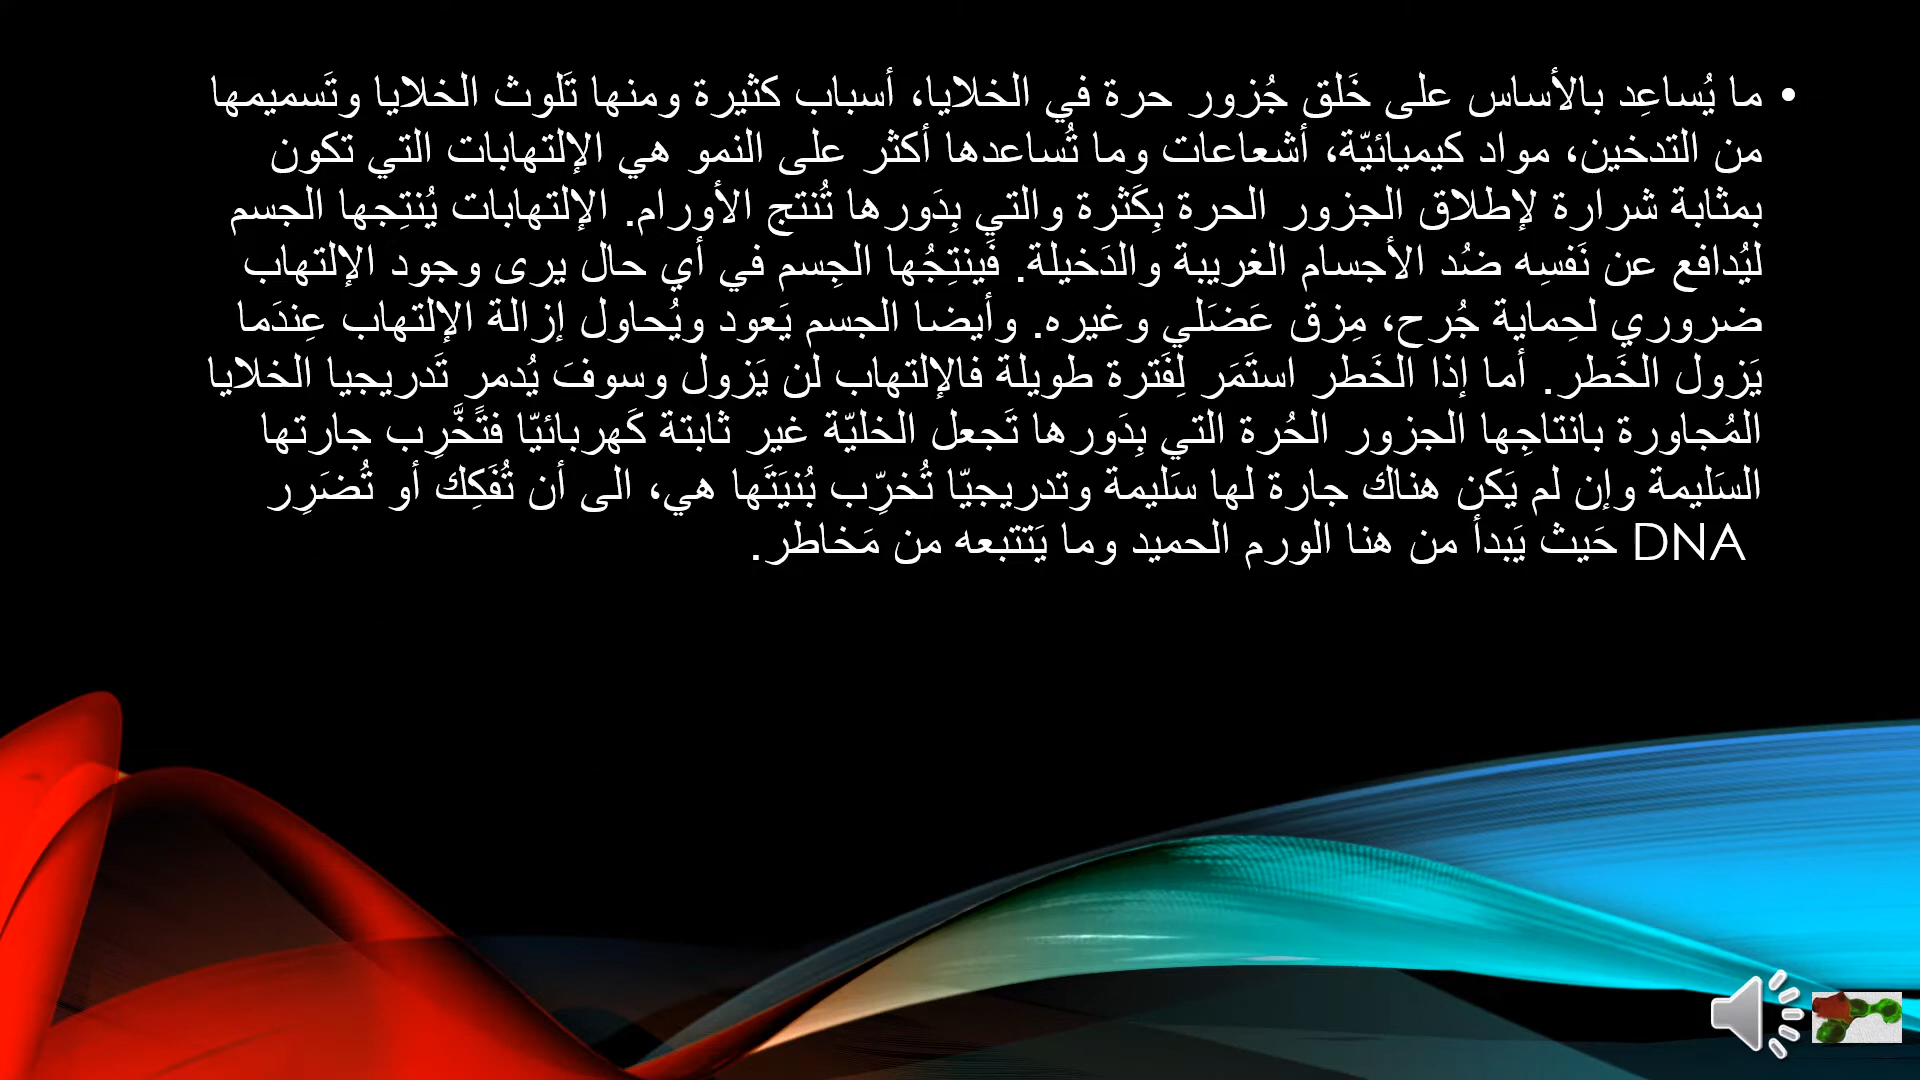 • ما يُساعِد بالأساس على خَلق جُزور حرة في الخلايا، أسباب كثيرة ومنها تَلوث الخلايا وتَسميمها
من التدخين، مواد كيميائيّة، أشعاعات وما تُساعدها أكثر على النمو هي الإلتهابات التي تكون
بمثابة شرارة لإطلاق الجزور الحرة بِكَثرة والتي بِدَورها تُنتج الأورام. الإلتهابات يُنتِجها الجسم
ليُدافع عن نَفسِه ضُد الأجسام الغريبة والدَخيلة. فَينتِجُها الجِسم في أي حال يرى وجود الإلتهاب
ضروري لحِماية جُرح، مِزق عَضَلي وغيره. وأيضا الجسم يَعود ويُحاول إزالة الإلتهاب عِندَما
يَزول الخَطر. أما إذا الخَطر استَمَر لِفَترة طويلة فالإلتهاب لن يَزول وسوفَ يُدمر تَدريجيا الخلايا
المُجاورة بانتاجِها الجزور الحُرة التي بِدَورها تَجعل الخليّة غير ثابتة كَهربائيّا فتًخَّرِب جارتها
السَليمة وإن لم يَكن هناك جارة لها سَليمة وتدريجيّا تُخرِّب بُنيَتَها هي، الى أن تُفَكِك أو تُضَرِر
DNA حَيث يَبدأ من هنا الورم الحميد وما يَتتبعه من مَخاطر.